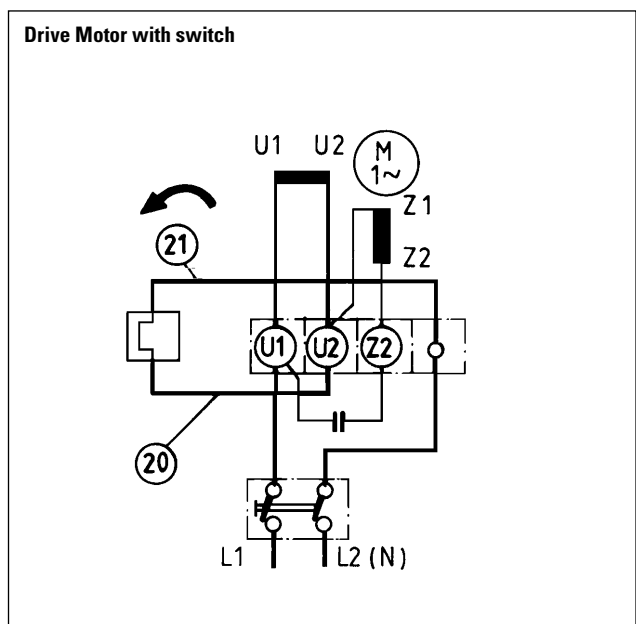 Drive Motor with switch
U1 U2 M
1~
Z1
21 Z2
U1 U2 Z2
20
L1 L2 (N)